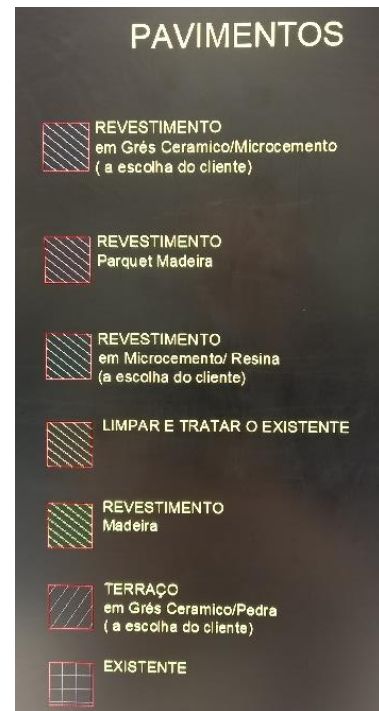 PAVIMENTOS
REVESTIMENTO
em Grés Ceramico/Microcemento
( a escolha do cliente)
REVESTIMENTO
Parquet Madeira
REVESTIMENTO
em Microcemento/ Resina
(a escolha do cliente)
LIMPAR E TRATAR O EXISTENTE
REVESTIMENTO
Madeira
TERRAÇO
em Grés Ceramico/Pedra
( a escolha do cliente)
EXISTENTE